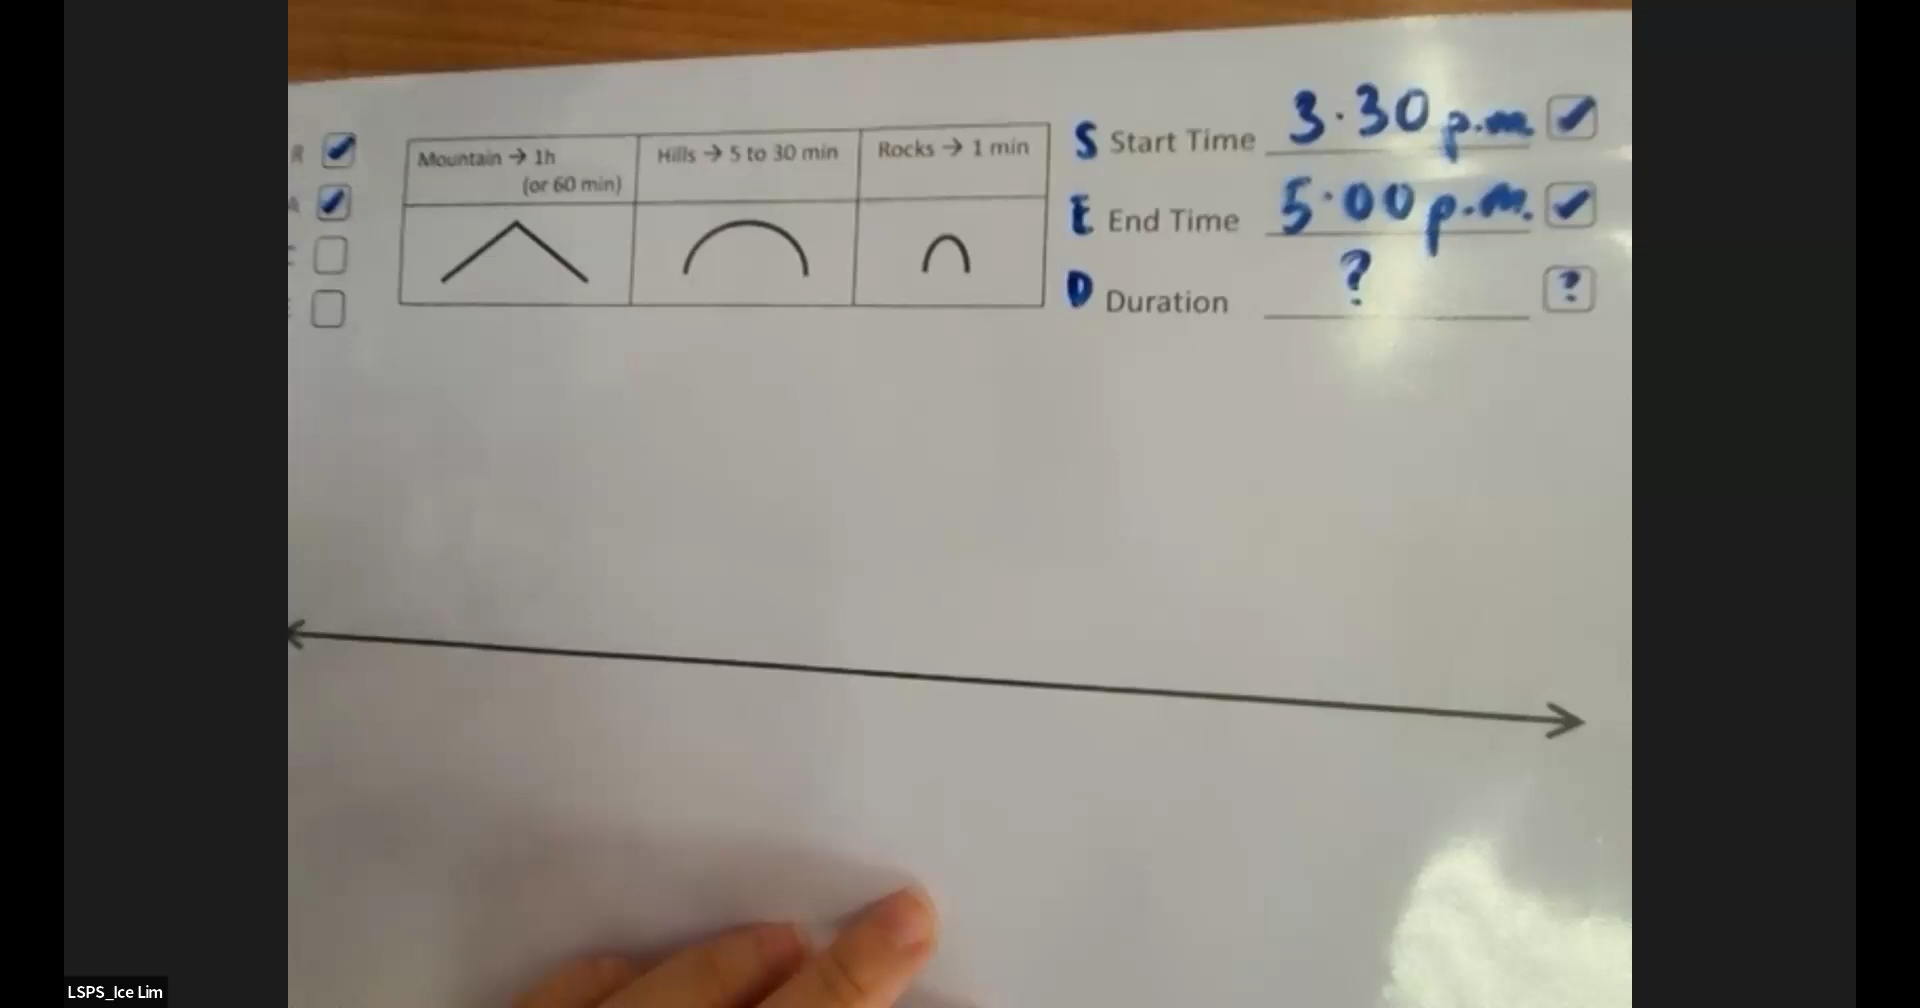 R
A
Mountain → 1h
(or 60 min)
Hills → 5 to 30 min
Rocks → 1 min
S Start Time 3.30 p.m
E End Time 5.00 p.m.
D Duration ?
?
LSPS_Ice Lim